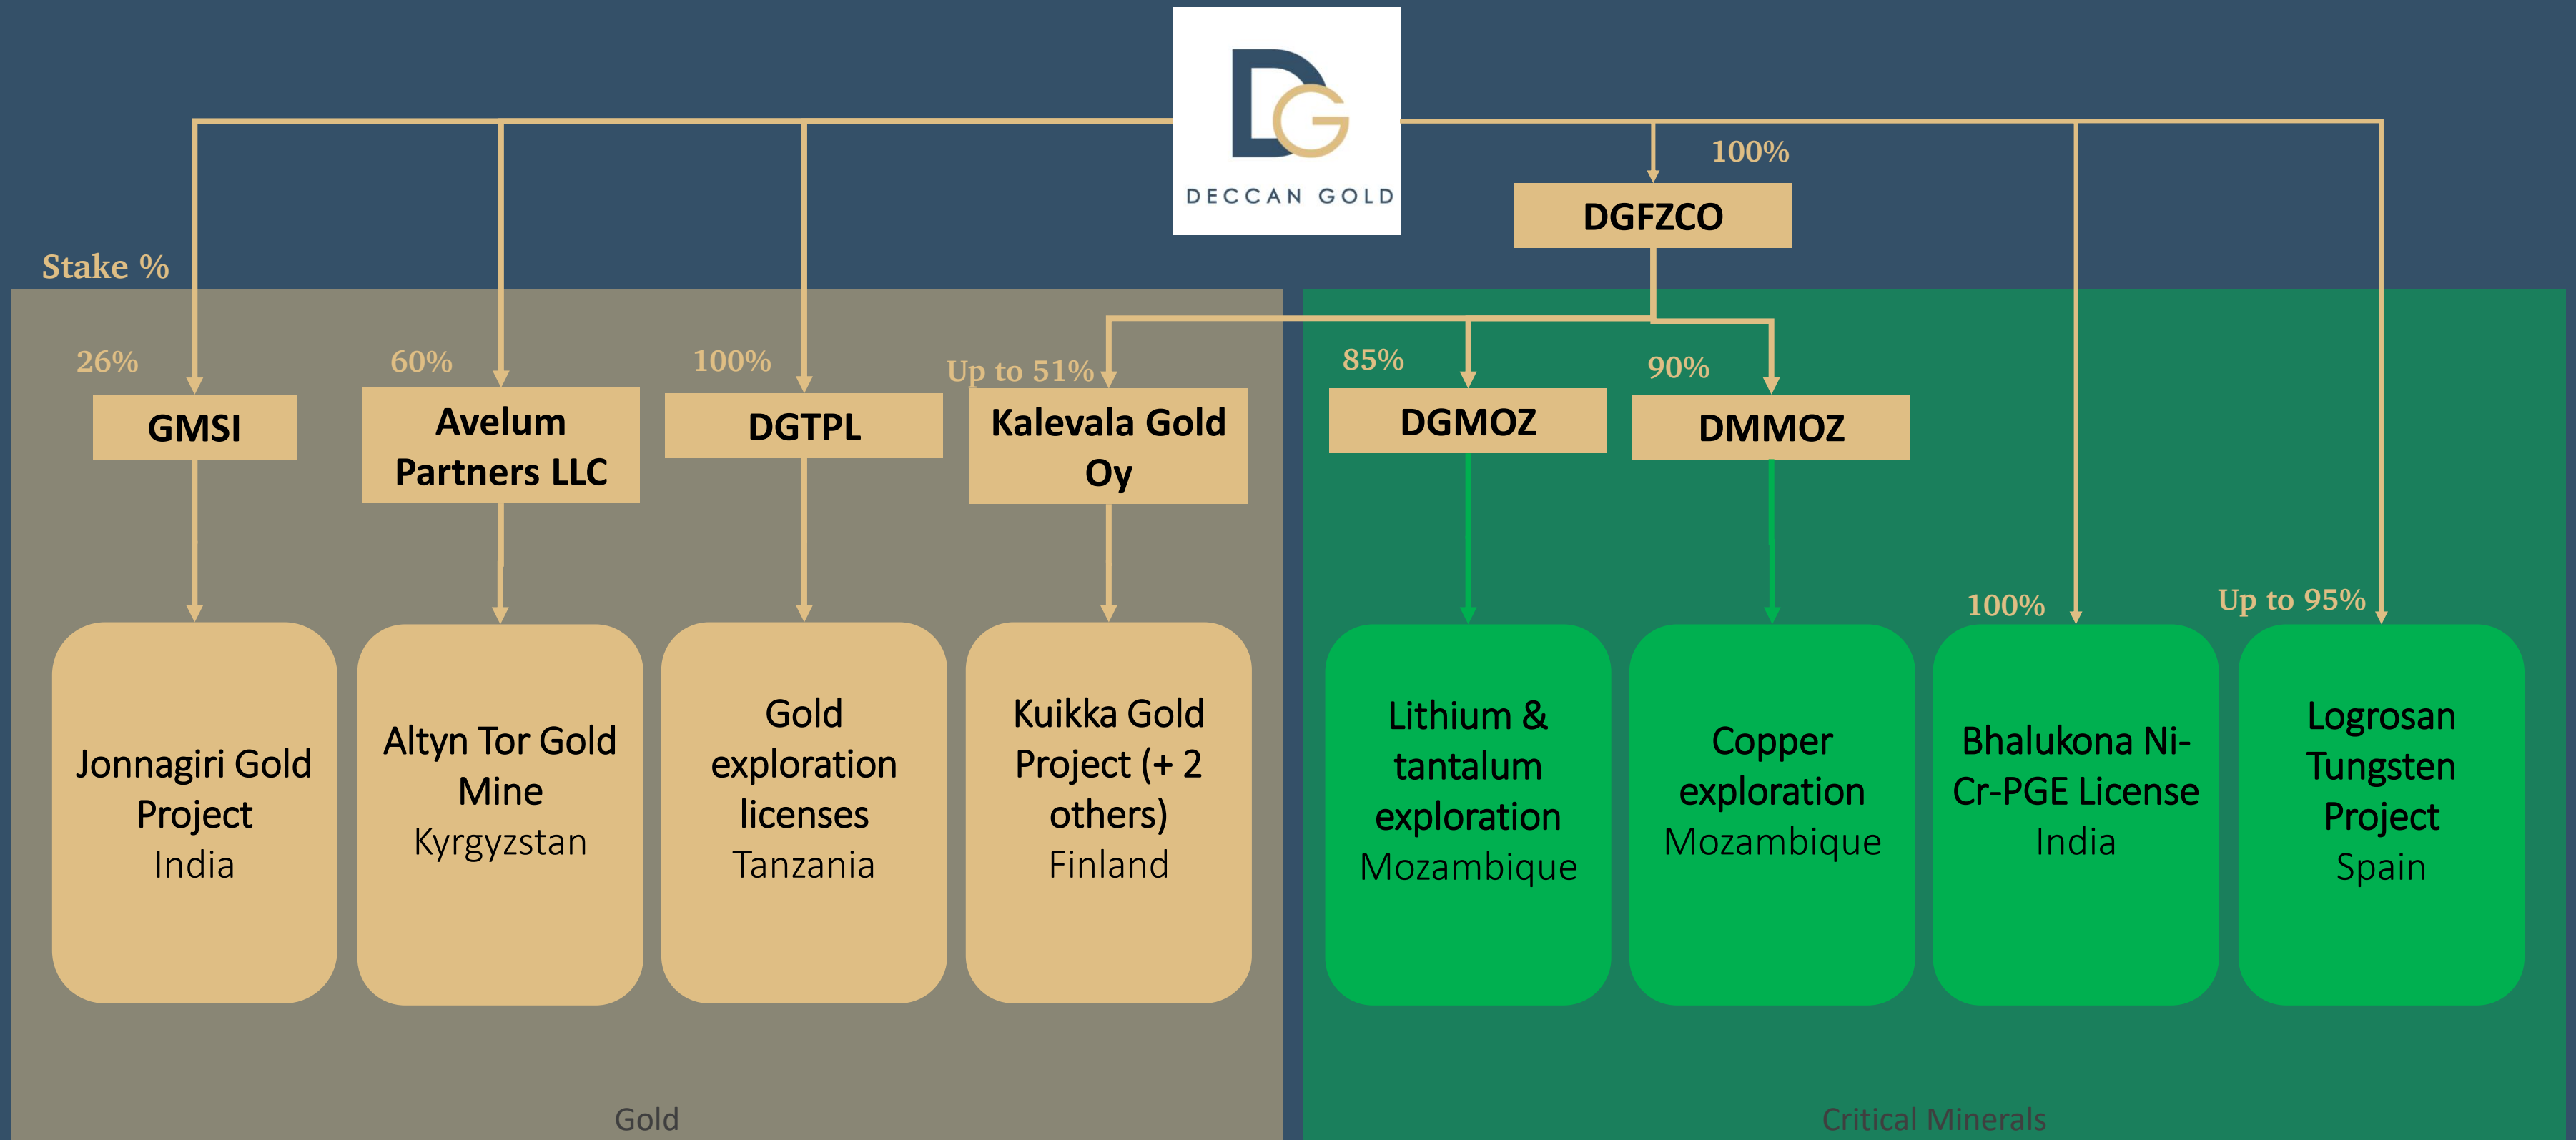 DG
DECCAN GOLD
100%
DGFZCO
Stake %
26%
GMSI
60%
Avelum
Partners LLC
100%
DGTPL
Up to 51%
Kalevala Gold
Oy
85%
DGMOZ
90%
DMMOZ
100%
Up to 95%
Jonnagiri Gold
Project
India
Altyn Tor Gold
Mine
Kyrgyzstan
Gold
exploration
licenses
Tanzania
Kuikka Gold
Project (+ 2
others)
Finland
Lithium &
tantalum
exploration
Mozambique
Copper
exploration
Mozambique
Bhalukona Ni-
Cr-PGE License
India
Logrosan
Tungsten
Project
Spain
Gold
Critical Minerals